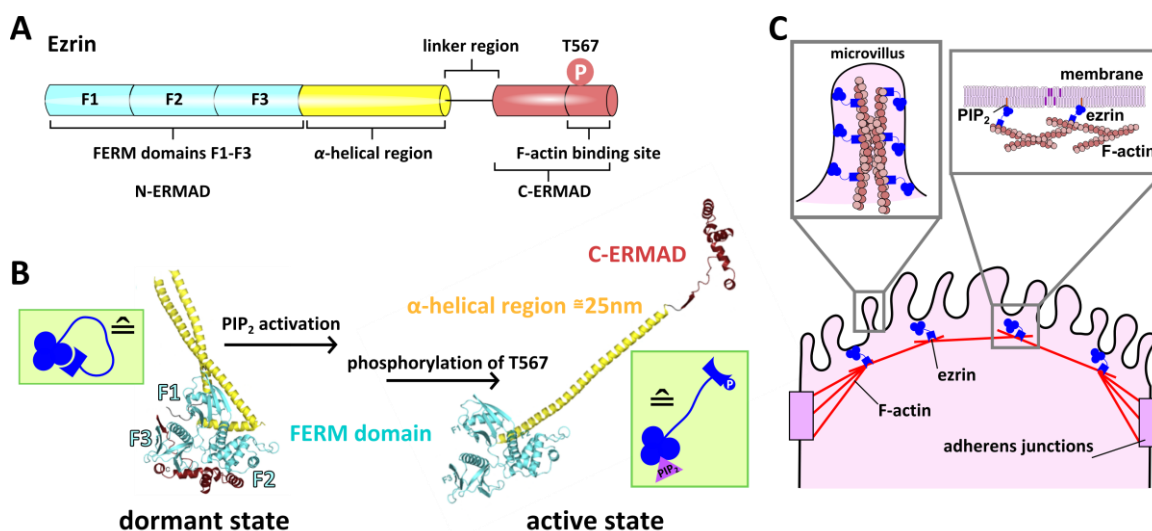 A
Ezrin
linker region
T567
P
F1
F2
F3
FERM domains F1-F3
α-helical region
F-actin binding site
N-ERMAD
C-ERMAD
B
≙
PIP2 activation
phosphorylation of T567
F1
F3
F2
FERM domain
α-helical region ≅25nm
C-ERMAD
≙
P
PIP2
dormant state
active state
C
microvillus
membrane
PIP2
ezrin
F-actin
ezrin
F-actin
adherens junctions